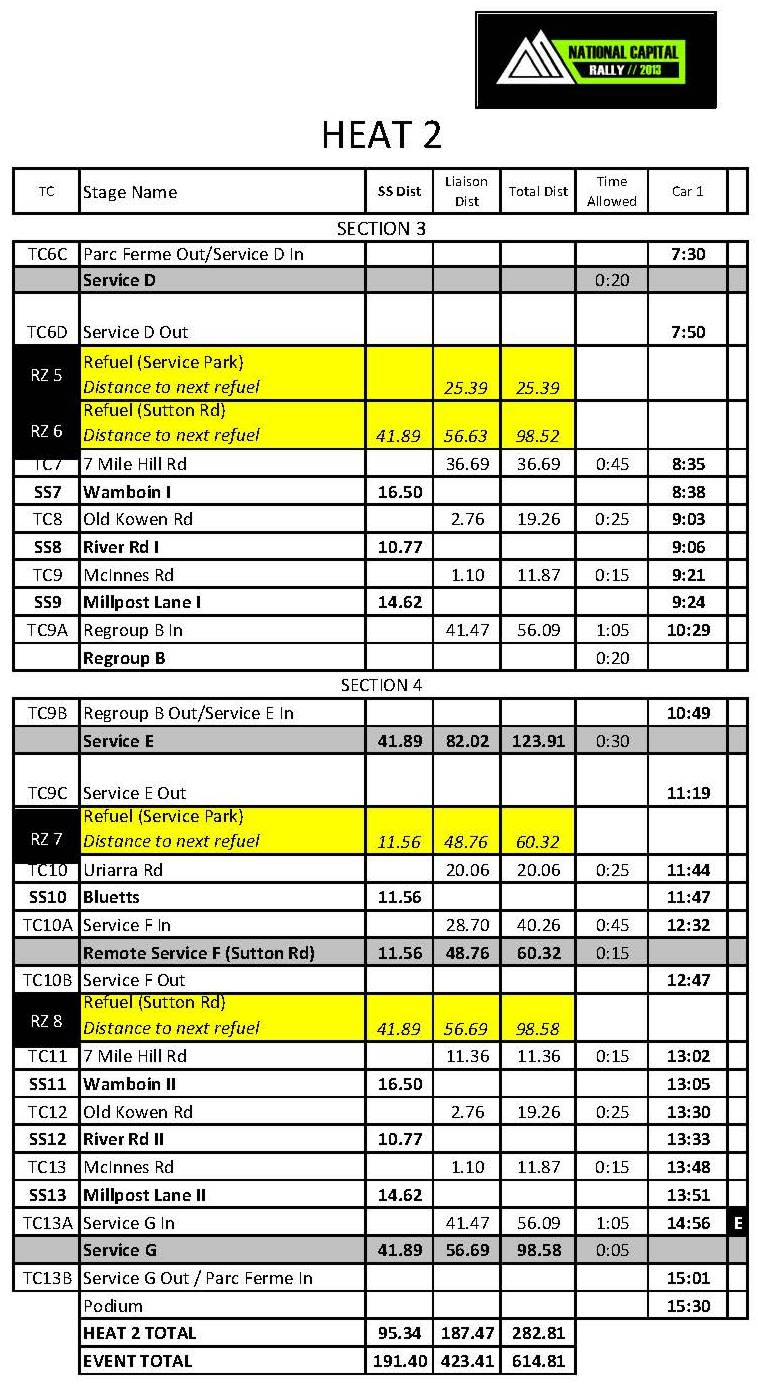 NATIONAL CAPITAL
RALLY // 2013
HEAT 2
TC Stage Name SS Dist Liaison Dist Total Dist Time Allowed Car 1
SECTION 3
TC6C Parc Ferme Out/Service D In 7:30
Service D 0:20
TC6D Service D Out 7:50
RZ 5 Refuel (Service Park)
Distance to next refuel 25.39 25.39
RZ 6 Refuel (Sutton Rd)
Distance to next refuel 41.89 56.63 98.52
TC7 7 Mile Hill Rd 36.69 36.69 0:45 8:35
SS7 Wamboin I 16.50 8:38
TC8 Old Kowen Rd 2.76 19.26 0:25 9:03
SS8 River Rd I 10.77 9:06
TC9 McInnes Rd 1.10 11.87 0:15 9:21
SS9 Millpost Lane I 14.62 9:24
TC9A Regroup B In 41.47 56.09 1:05 10:29
Regroup B 0:20
SECTION 4
TC9B Regroup B Out/Service E In 10:49
Service E 41.89 82.02 123.91 0:30
TC9C Service E Out 11:19
RZ 7 Refuel (Service Park)
Distance to next refuel 11.56 48.76 60.32
TC10 Uriarra Rd 20.06 20.06 0:25 11:44
SS10 Bluetts 11.56 11:47
TC10A Service F In 28.70 40.26 0:45 12:32
Remote Service F (Sutton Rd) 11.56 48.76 60.32 0:15
TC10B Service F Out 12:47
RZ 8 Refuel (Sutton Rd)
Distance to next refuel 41.89 56.69 98.58
TC11 7 Mile Hill Rd 11.36 11.36 0:15 13:02
SS11 Wamboin II 16.50 13:05
TC12 Old Kowen Rd 2.76 19.26 0:25 13:30
SS12 River Rd II 10.77 13:33
TC13 McInnes Rd 1.10 11.87 0:15 13:48
SS13 Millpost Lane II 14.62 13:51
TC13A Service G In 41.47 56.09 1:05 14:56 E
Service G 41.89 56.69 98.58 0:05
TC13B Service G Out / Parc Ferme In 15:01
Podium 15:30
HEAT 2 TOTAL 95.34 187.47 282.81
EVENT TOTAL 191.40 423.41 614.81